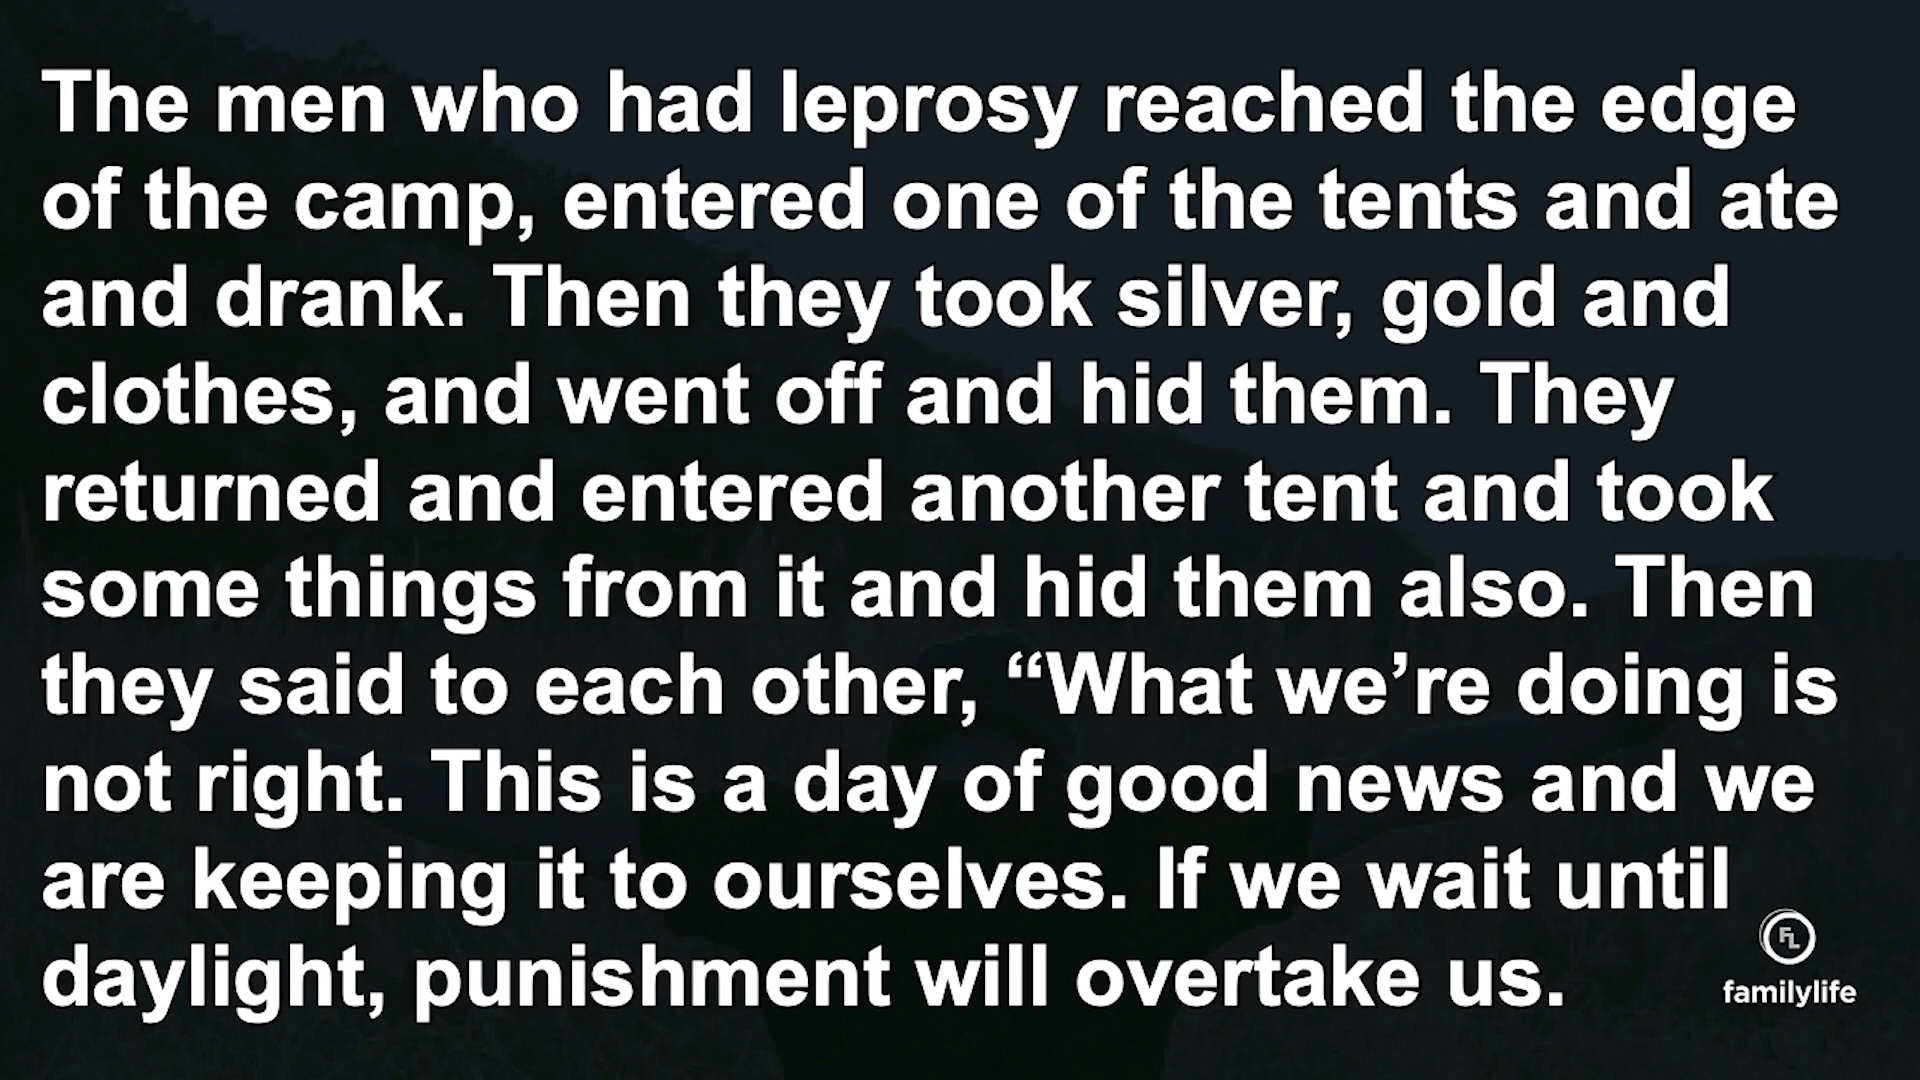 The men who had leprosy reached the edge
of the camp, entered one of the tents and ate
and drank. Then they took silver, gold and
clothes, and went off and hid them. They
returned and entered another tent and took
some things from it and hid them also. Then
they said to each other, “What we’re doing is
not right. This is a day of good news and we
are keeping it to ourselves. If we wait until
daylight, punishment will overtake us.
FL
familylife